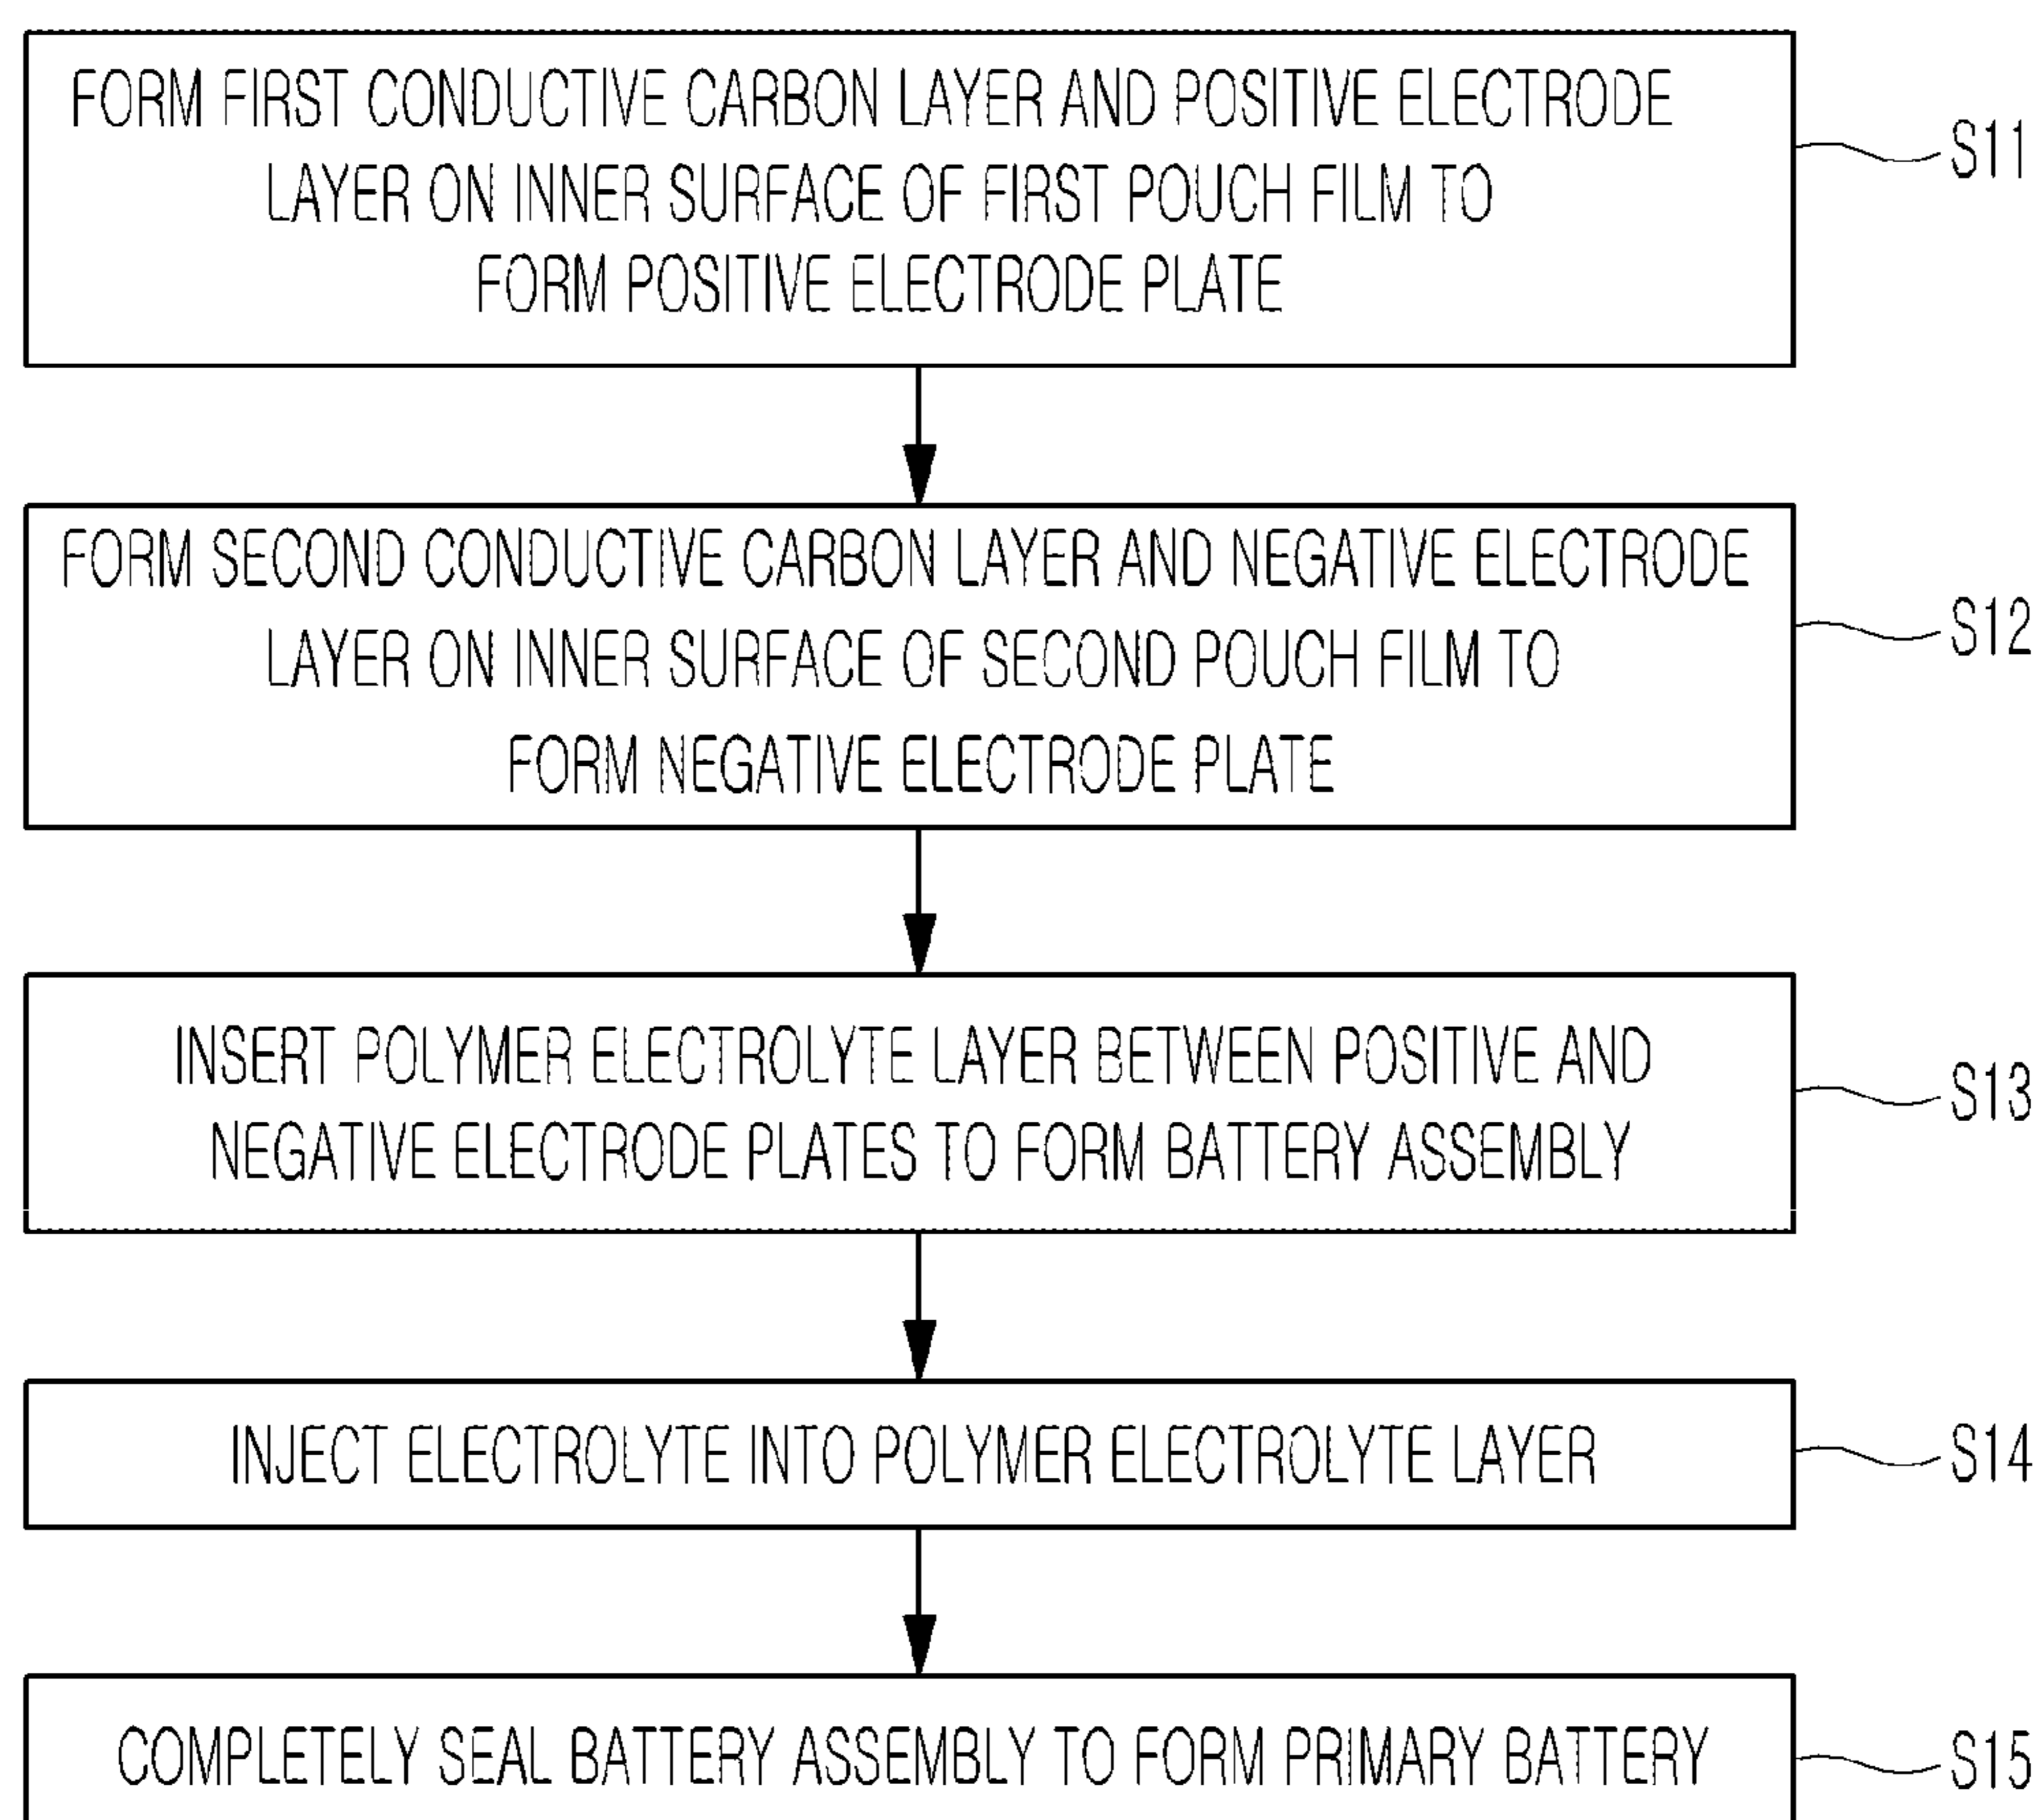 FORM FIRST CONDUCTIVE CARBON LAYER AND POSITIVE ELECTRODE
LAYER ON INNER SURFACE OF FIRST POUCH FILM TO
FORM POSITIVE ELECTRODE PLATE
S11
FORM SECOND CONDUCTIVE CARBON LAYER AND NEGATIVE ELECTRODE
LAYER ON INNER SURFACE OF SECOND POUCH FILM TO
FORM NEGATIVE ELECTRODE PLATE
S12
INSERT POLYMER ELECTROLYTE LAYER BETWEEN POSITIVE AND
NEGATIVE ELECTRODE PLATES TO FORM BATTERY ASSEMBLY
S13
INJECT ELECTROLYTE INTO POLYMER ELECTROLYTE LAYER
S14
COMPLETELY SEAL BATTERY ASSEMBLY TO FORM PRIMARY BATTERY
S15